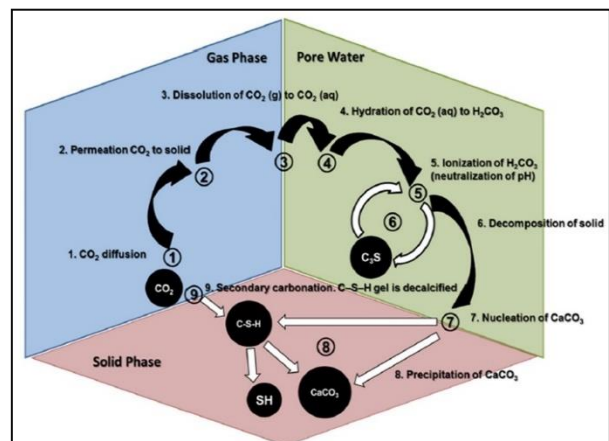 Gas Phase
Pore Water
3. Dissolution of CO₂ (g) to CO₂ (aq)
4. Hydration of CO₂ (aq) to H₂CO₃
2. Permeation CO₂ to solid
③
④
②
5. Ionization of H₂CO₃
(neutralization of pH)
⑤
⑥
6. Decomposition of solid
1. CO₂ diffusion
①
C₃S
CO₂
⑨
9. Secondary carbonation. C–S–H gel is decalcified
⑦
7. Nucleation of CaCO₃
C-S-H
Solid Phase
⑧
8. Precipitation of CaCO₃
SH
CaCO₃